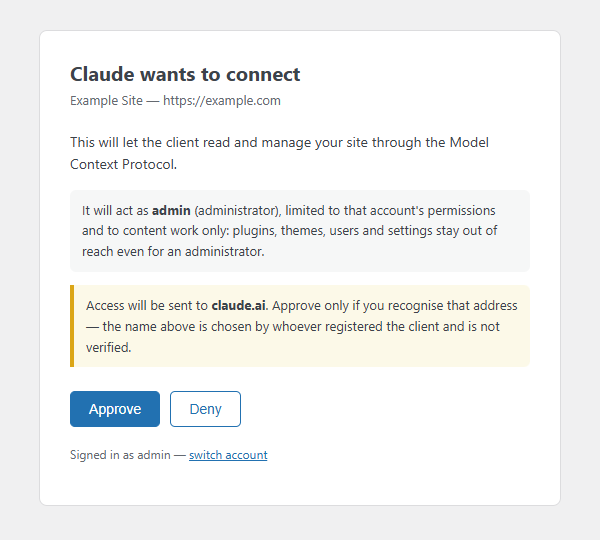 Claude wants to connect
Example Site — https://example.com
This will let the client read and manage your site through the Model
Context Protocol.
It will act as admin (administrator), limited to that account's permissions
and to content work only: plugins, themes, users and settings stay out of
reach even for an administrator.
Access will be sent to claude.ai. Approve only if you recognise that address
— the name above is chosen by whoever registered the client and is not
verified.
Approve
Deny
Signed in as admin — switch account